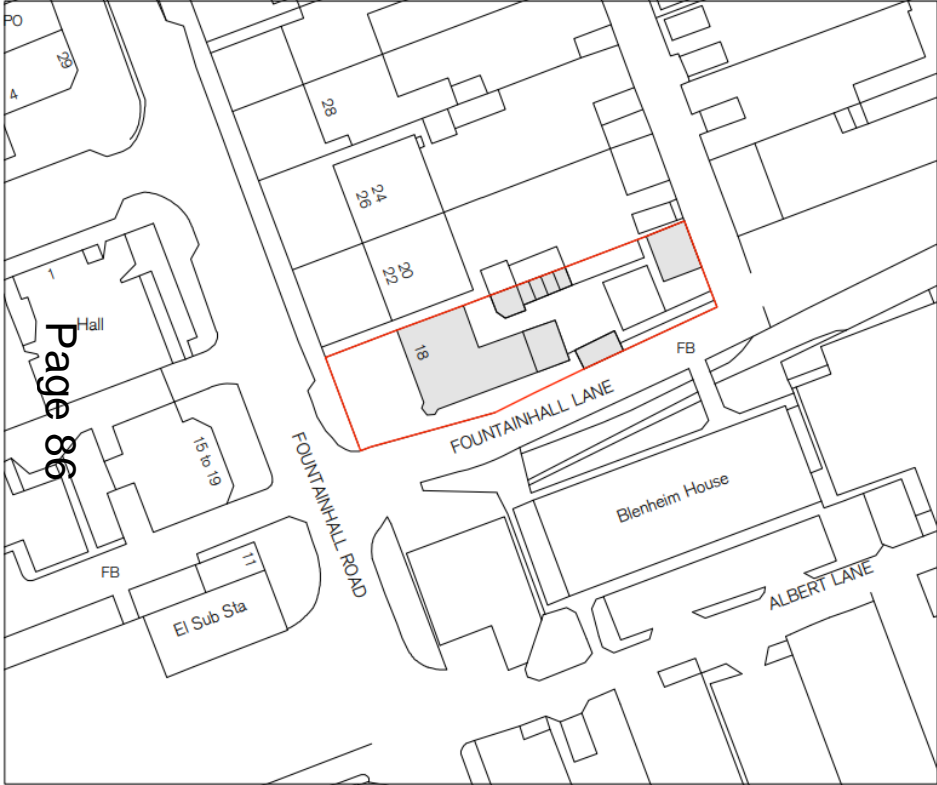 PO
29
4
28
24
26
20
22
1
Hall
Page 86
18
FB
FOUNTAINHALL LANE
FOUNTAINHALL ROAD
15 to 19
Blenheim House
FB
11
El Sub Sta
ALBERT LANE